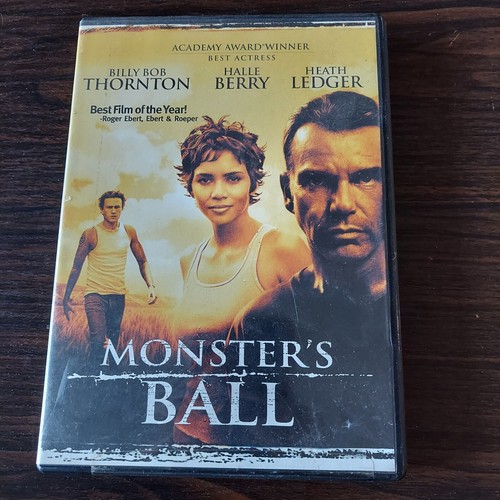 ACADEMY AWARD® WINNER
BEST ACTRESS
BILLY BOB THORNTON
HALLE BERRY
HEATH LEDGER
Best Film of the Year!
-Roger Ebert, Ebert & Roeper
MONSTER'S
BALL